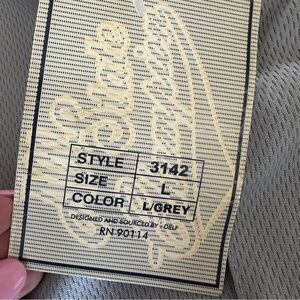 STYLE 3142
SIZE L
COLOR L/GREY
DESIGNED AND SOURCED BY - DELF
RN 90114